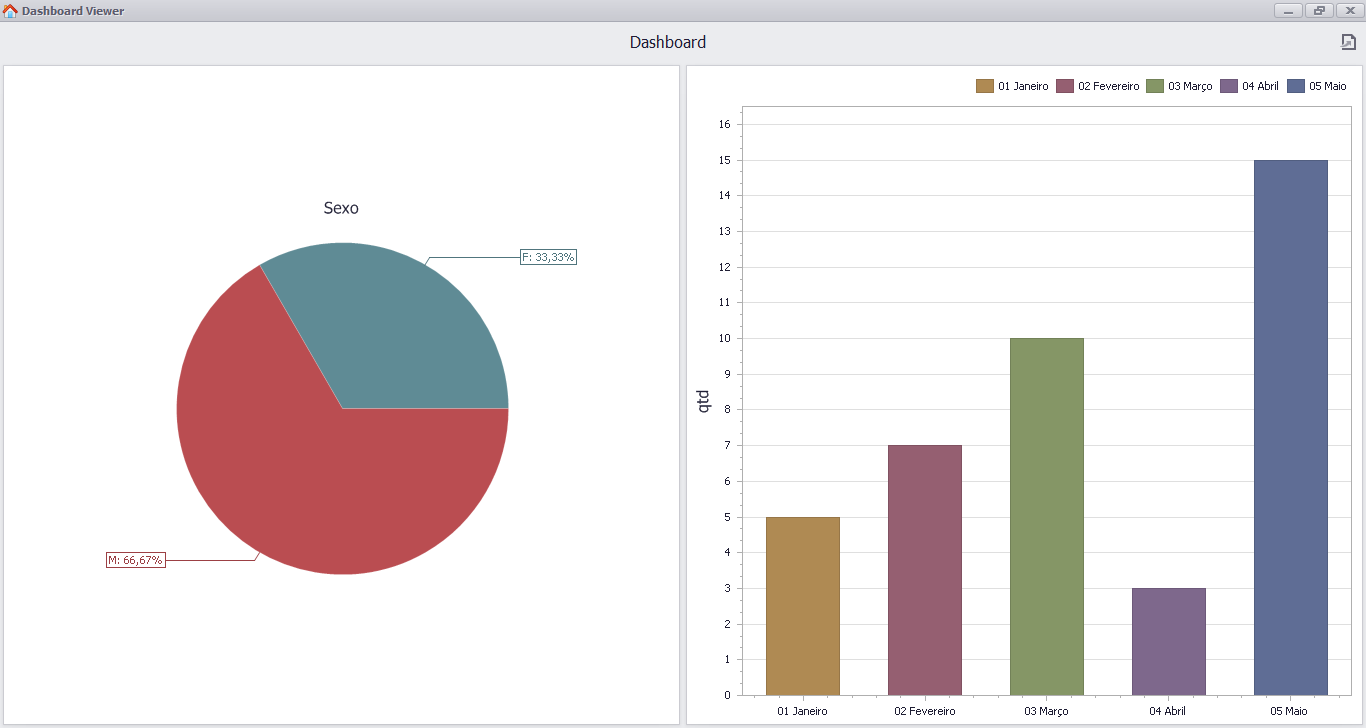 Dashboard Viewer
Dashboard
Sexo
F: 33,33%
M: 66,67%
01 Janeiro 02 Fevereiro 03 Março 04 Abril 05 Maio
16
15
14
13
12
11
10
9
8
7
6
5
4
3
2
1
0
qtd
01 Janeiro 02 Fevereiro 03 Março 04 Abril 05 Maio